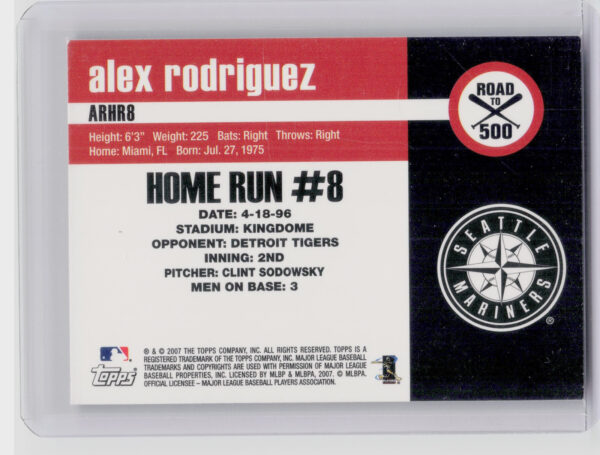 alex rodriguez
ARHR8
ROAD
TO
500
Height: 6'3" Weight: 225 Bats: Right Throws: Right
Home: Miami, FL Born: Jul. 27, 1975
HOME RUN #8
DATE: 4-18-96
STADIUM: KINGDOME
OPPONENT: DETROIT TIGERS
INNING: 2ND
PITCHER: CLINT SODOWSKY
MEN ON BASE: 3
SEATTLE
MARINERS
®
® & © 2007 THE TOPPS COMPANY, INC. ALL RIGHTS RESERVED. TOPPS IS A
REGISTERED TRADEMARK OF THE TOPPS COMPANY, INC. MAJOR LEAGUE BASEBALL
TRADEMARKS AND COPYRIGHTS ARE USED WITH PERMISSION OF MAJOR LEAGUE
BASEBALL PROPERTIES, INC. LICENSED BY MLBP & MLBPA, 2007. © MLBPA,
OFFICIAL LICENSEE – MAJOR LEAGUE BASEBALL PLAYERS ASSOCIATION.
Topps